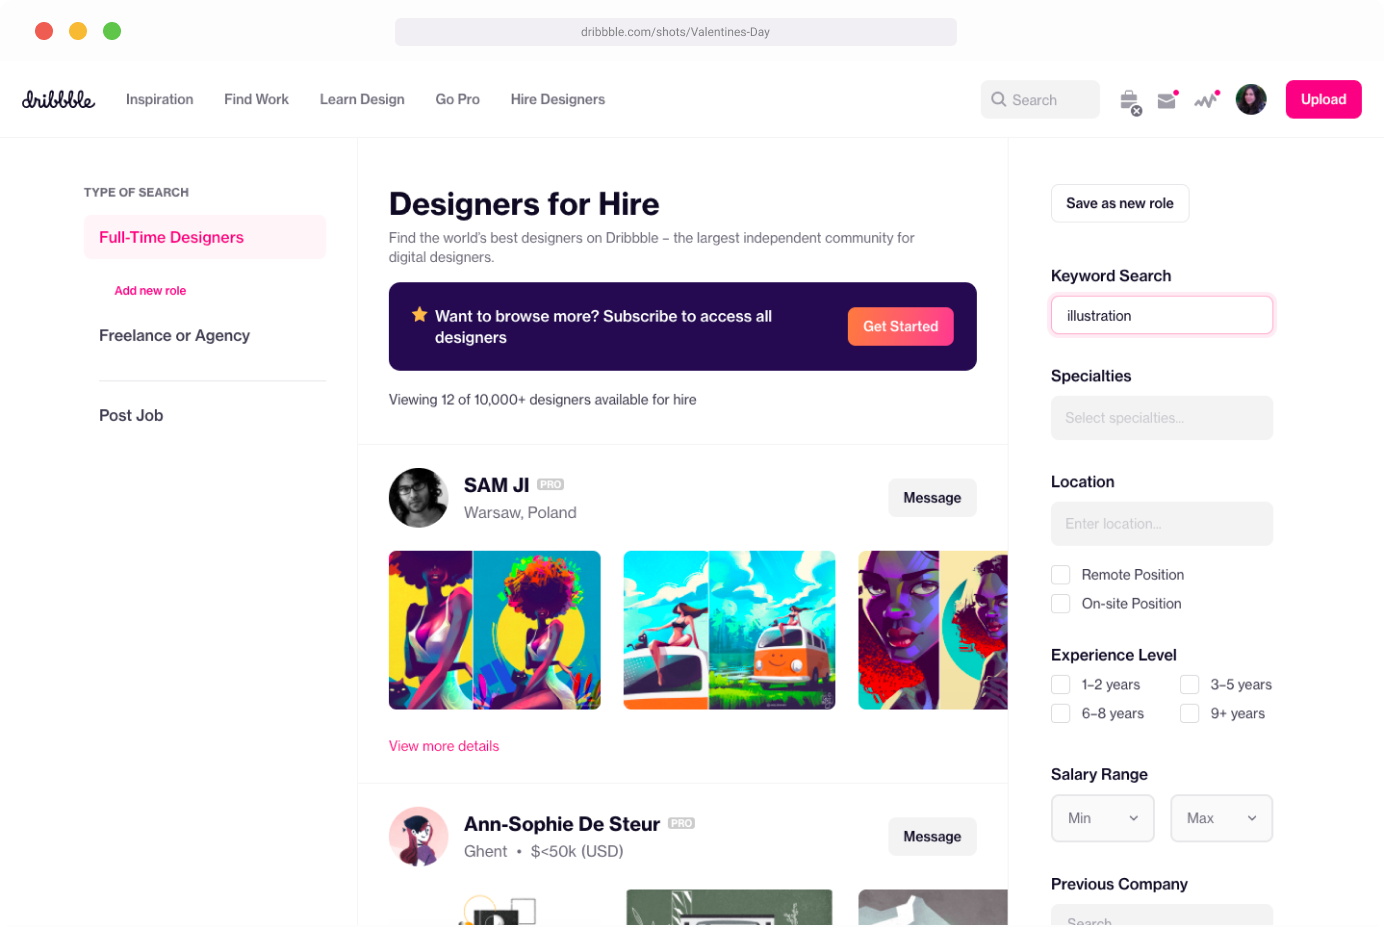 dribbble.com/shots/Valentines-Day
dribbble
Inspiration
Find Work
Learn Design
Go Pro
Hire Designers
Search
Upload
TYPE OF SEARCH
Full-Time Designers
Add new role
Freelance or Agency
Post Job
Designers for Hire
Find the world's best designers on Dribbble – the largest independent community for
digital designers.
Want to browse more? Subscribe to access all
designers
Get Started
Viewing 12 of 10,000+ designers available for hire
SAM JI PRO
Warsaw, Poland
Message
View more details
Ann-Sophie De Steur PRO
Ghent • $<50k (USD)
Message
Save as new role
Keyword Search
illustration
Specialties
Select specialties...
Location
Enter location...
Remote Position
On-site Position
Experience Level
1–2 years
3–5 years
6–8 years
9+ years
Salary Range
Min
Max
Previous Company
Search